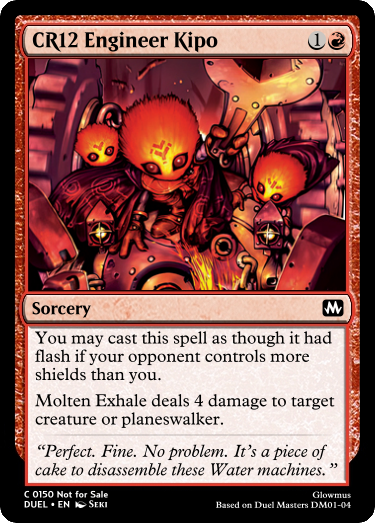 CR12 Engineer Kipo 1
Sorcery
You may cast this spell as though it had
flash if your opponent controls more
shields than you.
Molten Exhale deals 4 damage to target
creature or planeswalker.
“Perfect. Fine. No problem. It’s a piece of
cake to disassemble these Water machines.”
C 0150 Not for Sale
DUEL • EN SEKI
Glowmus
Based on Duel Masters DM01-04